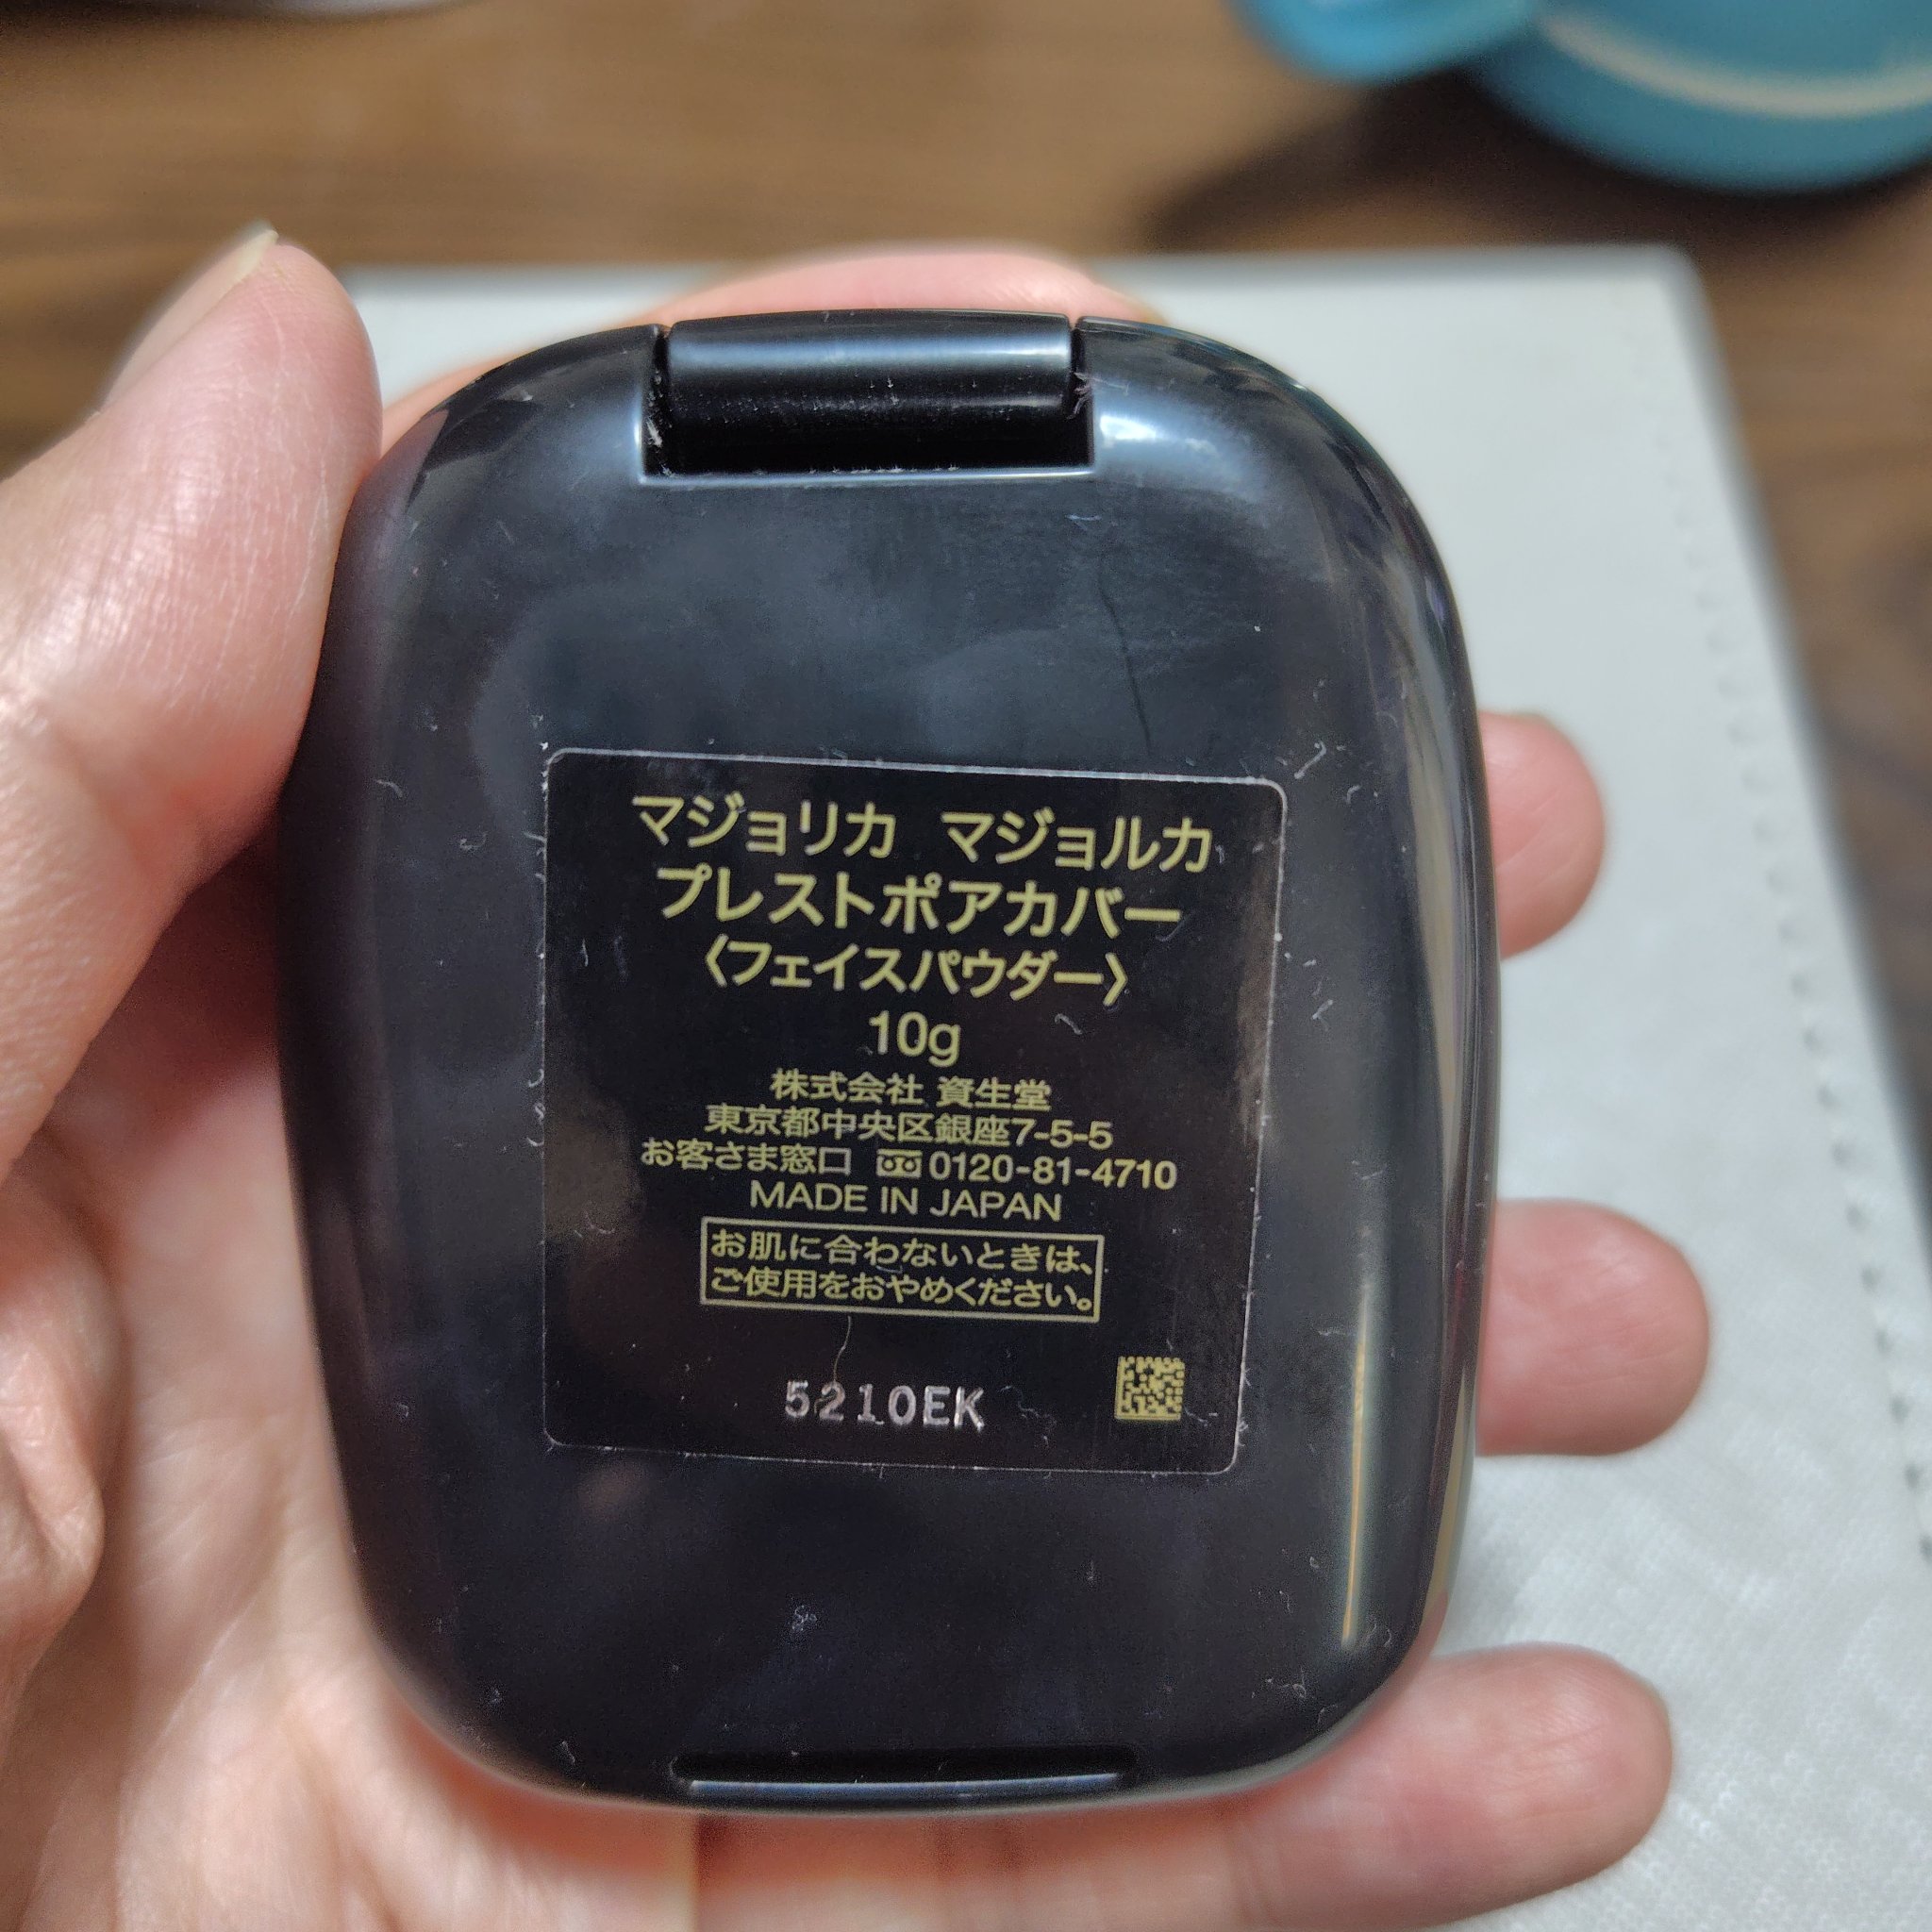 マジョリカ マジョルカ
プレストポアカバー
〈フェイスパウダー〉
10g
株式会社 資生堂
東京都中央区銀座7-5-5
お客さま窓口 0120-81-4710
MADE IN JAPAN
お肌に合わないときは、
ご使用をおやめください。
5210EK